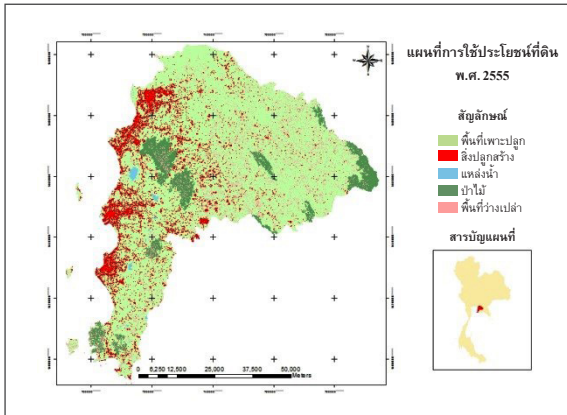 แผนที่การใช้ประโยชน์ที่ดิน
พ.ศ. 2555
สัญลักษณ์
พื้นที่เพาะปลูก
สิ่งปลูกสร้าง
แหล่งน้ำ
ป่าไม้
พื้นที่ว่างเปล่า
สารบัญแผนที่
0 6,250 12,500 25,000 37,500 50,000
Meters